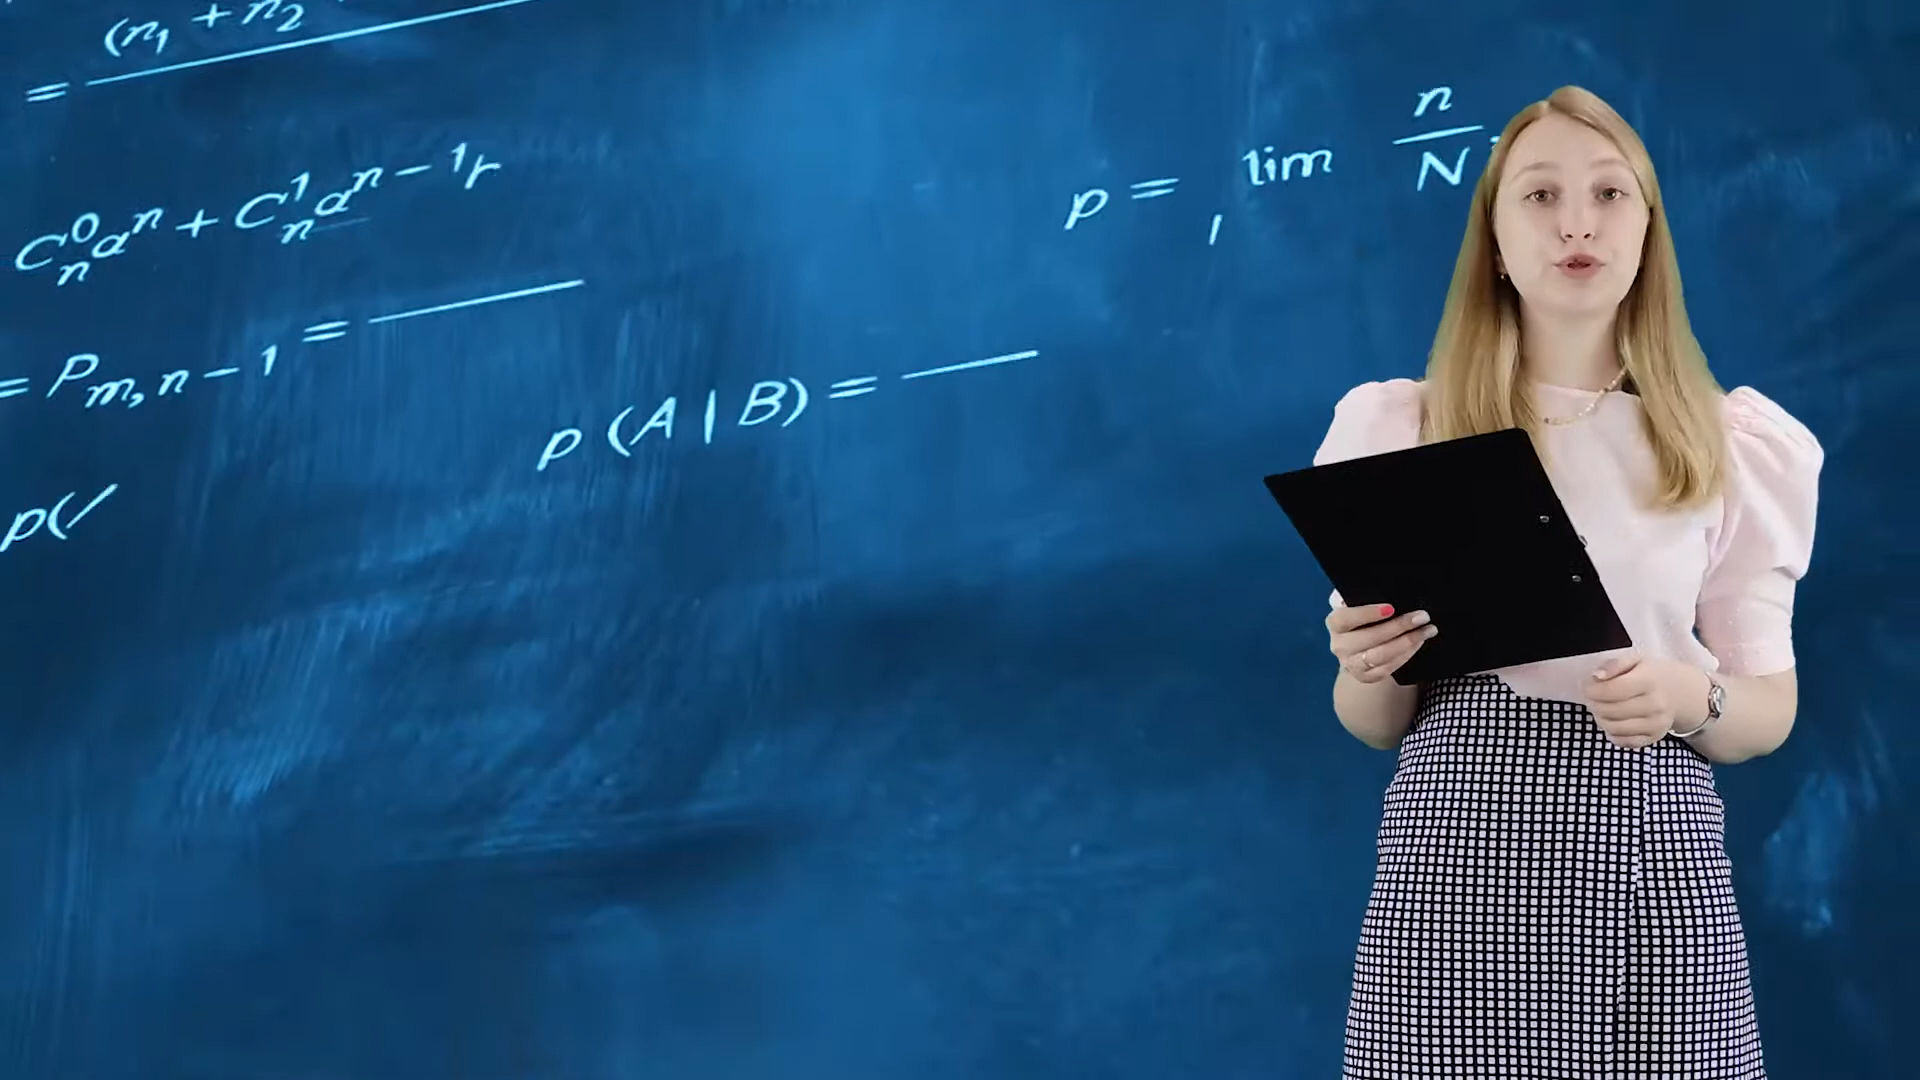 = (n₁ + n₂
C⁰ₙaⁿ + C¹ₙaⁿ⁻¹r
= Pₘ,ₙ₋₁ =
p(
p (A | B) =
p = lim n/N